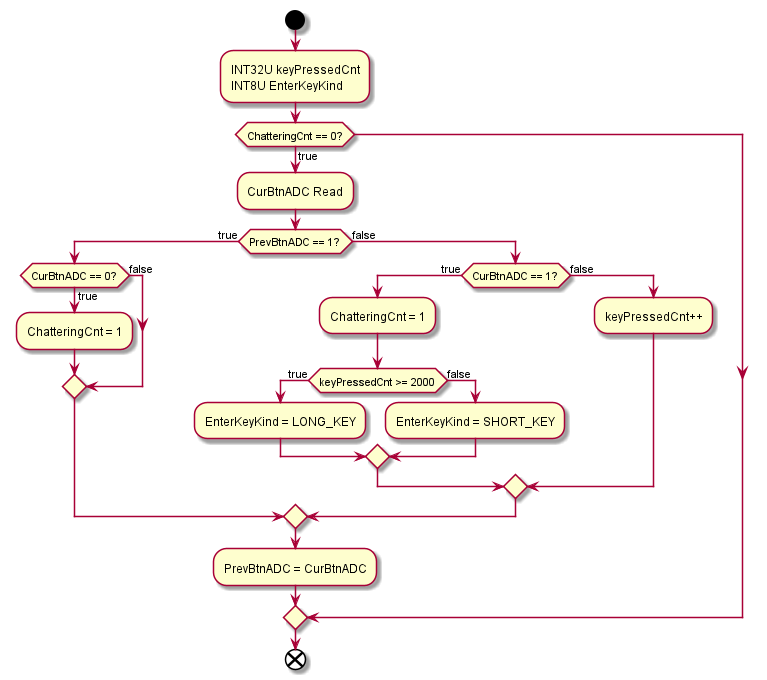 INT32U keyPressedCnt
INT8U EnterKeyKind
ChatteringCnt == 0?
true
CurBtnADC Read
true
PrevBtnADC == 1?
false
CurBtnADC == 0?
false
true
ChatteringCnt = 1
true
CurBtnADC == 1?
false
ChatteringCnt = 1
keyPressedCnt++
true
keyPressedCnt >= 2000
false
EnterKeyKind = LONG_KEY
EnterKeyKind = SHORT_KEY
PrevBtnADC = CurBtnADC